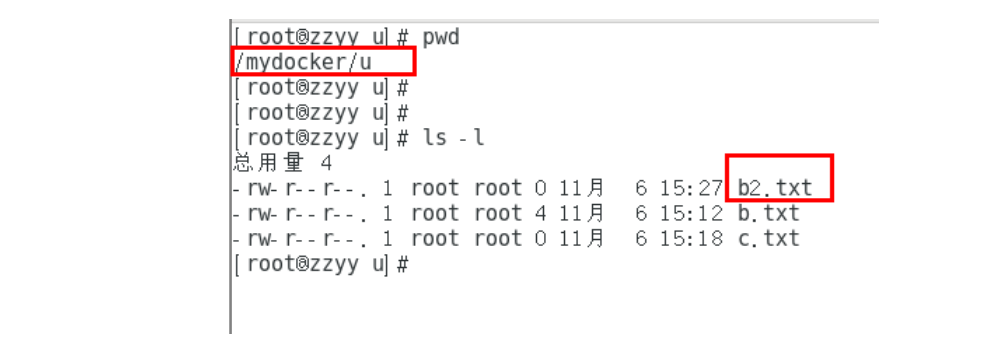 [root@zzyy u]# pwd
/mydocker/u
[root@zzyy u]#
[root@zzyy u]#
[root@zzyy u]# ls -l
总用量 4
-rw-r--r--. 1 root root 0 11月  6 15:27 b2.txt
-rw-r--r--. 1 root root 4 11月  6 15:12 b.txt
-rw-r--r--. 1 root root 0 11月  6 15:18 c.txt
[root@zzyy u]#